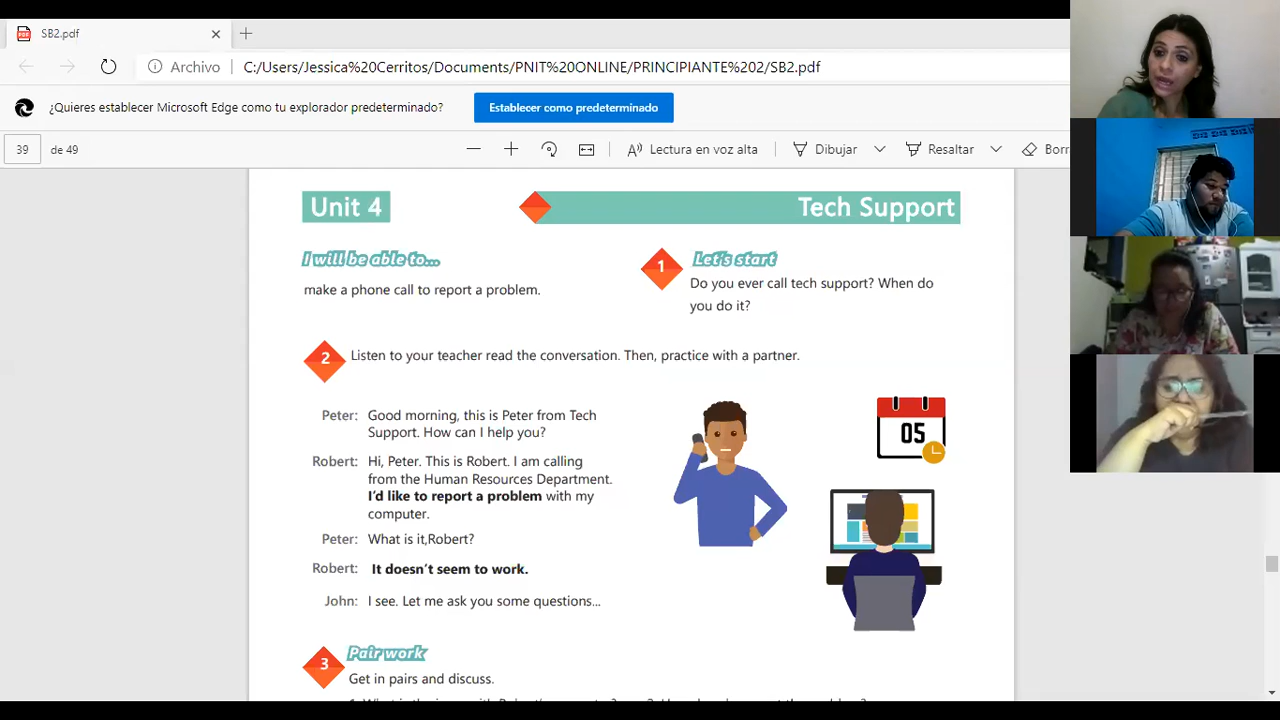 SB2.pdf
Archivo C:/Users/Jessica%20Cerritos/Documents/PNIT%20ONLINE/PRINCIPIANTE%202/SB2.pdf
¿Quieres establecer Microsoft Edge como tu explorador predeterminado? Establecer como predeterminado
39 de 49 Lectura en voz alta Dibujar Resaltar Borr
Unit 4 Tech Support
I will be able to...
make a phone call to report a problem.
1 Let's start
Do you ever call tech support? When do
you do it?
2 Listen to your teacher read the conversation. Then, practice with a partner.
Peter: Good morning, this is Peter from Tech
Support. How can I help you?
Robert: Hi, Peter. This is Robert. I am calling
from the Human Resources Department.
I'd like to report a problem with my
computer.
Peter: What is it,Robert?
Robert: It doesn't seem to work.
John: I see. Let me ask you some questions...
05
3 Pair work
Get in pairs and discuss.